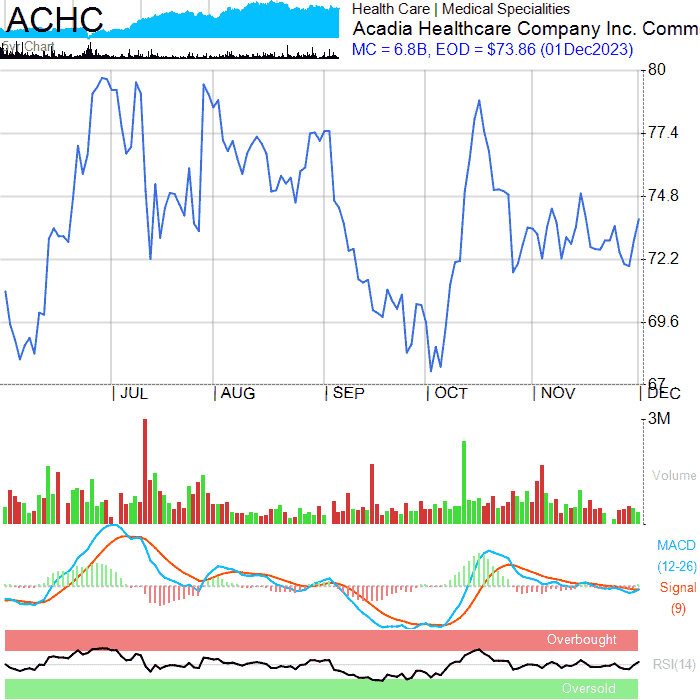 ACHC
5yr Chart
Health Care | Medical Specialities
Acadia Healthcare Company Inc. Comm
MC = 6.8B, EOD = $73.86 (01Dec2023)
80
77.4
74.8
72.2
69.6
67
JUL
AUG
SEP
OCT
NOV
DEC
3M
Volume
MACD
(12-26)
Signal
(9)
Overbought
RSI(14)
Oversold